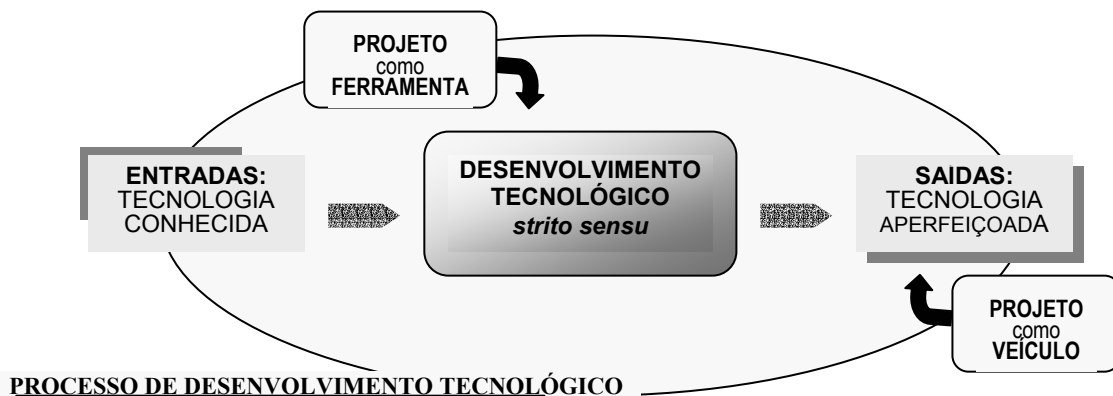 PROJETO
como
FERRAMENTA
ENTRADAS:
TECNOLOGIA
CONHECIDA
DESENVOLVIMENTO
TECNOLÓGICO
strito sensu
SAIDAS:
TECNOLOGIA
APERFEIÇOADA
PROJETO
como
VEÍCULO
PROCESSO DE DESENVOLVIMENTO TECNOLÓGICO